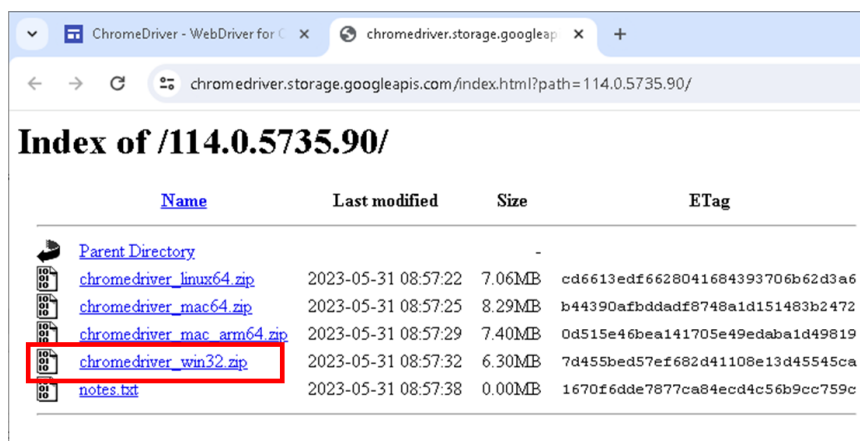 ChromeDriver - WebDriver for C
chromedriver.storage.googleap
chromedriver.storage.googleapis.com/index.html?path=114.0.5735.90/
Index of /114.0.5735.90/
Name Last modified Size ETag
Parent Directory -
chromedriver_linux64.zip 2023-05-31 08:57:22 7.06MB cd6613edf6628041684393706b62d3a6
chromedriver_mac64.zip 2023-05-31 08:57:25 8.29MB b44390afbddadf8748a1d151483b2472
chromedriver_mac_arm64.zip 2023-05-31 08:57:29 7.40MB 0d515e46bea141705e49edaba1d49819
chromedriver_win32.zip 2023-05-31 08:57:32 6.30MB 7d455bed57ef682d41108e13d45545ca
notes.txt 2023-05-31 08:57:38 0.00MB 1670f6dde7877ca84ecd4c56b9cc759c